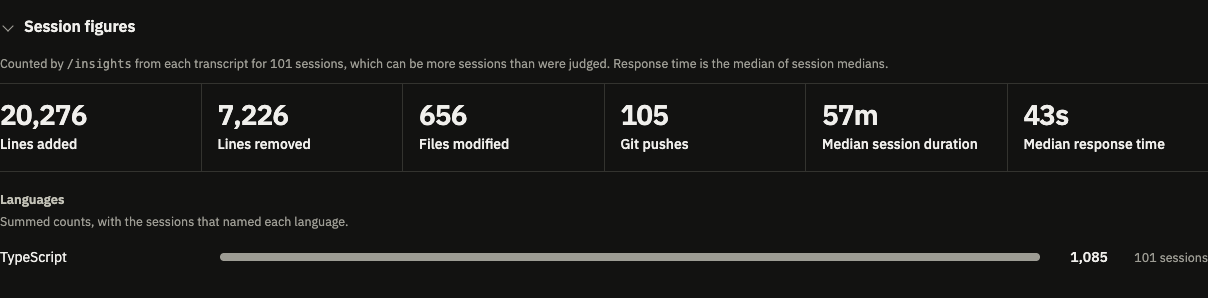 Session figures
Counted by /insights from each transcript for 101 sessions, which can be more sessions than were judged. Response time is the median of session medians.
20,276
Lines added
7,226
Lines removed
656
Files modified
105
Git pushes
57m
Median session duration
43s
Median response time
Languages
Summed counts, with the sessions that named each language.
TypeScript 1,085 101 sessions